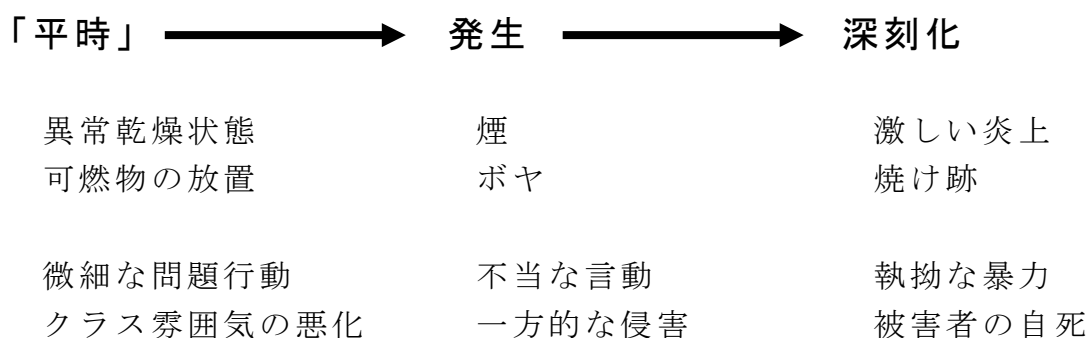 「平時」 発生 深刻化
異常乾燥状態 煙 激しい炎上
可燃物の放置 ボヤ 焼け跡
微細な問題行動 不当な言動 執拗な暴力
クラス雰囲気の悪化 一方的な侵害 被害者の自死